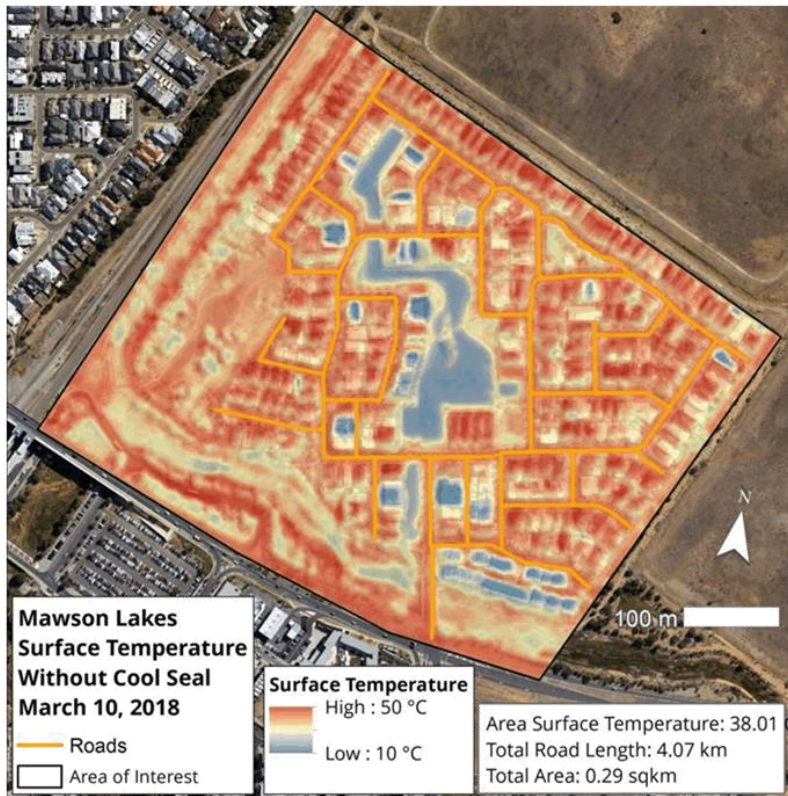 N
100 m
Mawson Lakes
Surface Temperature
Without Cool Seal
March 10, 2018
Roads
Area of Interest
Surface Temperature
High : 50 °C
Low : 10 °C
Area Surface Temperature: 38.01
Total Road Length: 4.07 km
Total Area: 0.29 sqkm